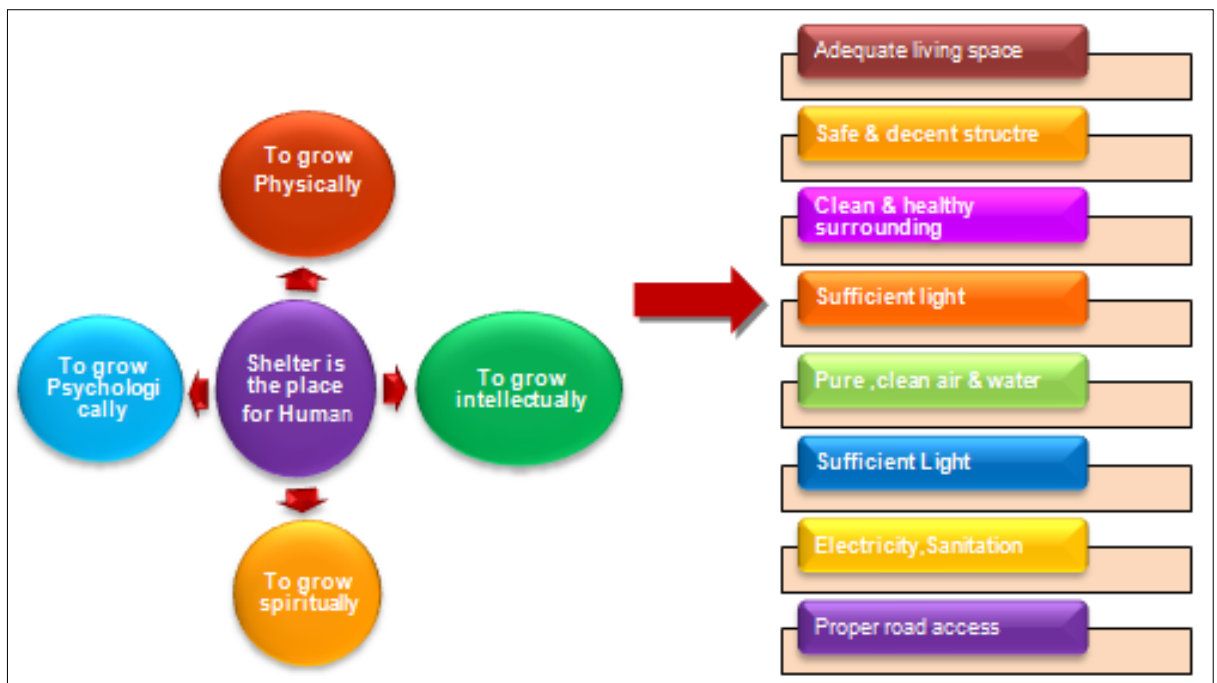 To grow
Physically
To grow
Psychologi
cally
Shelter is
the place
for Human
To grow
intellectually
To grow
spiritually
Adequate living space
Safe & decent structre
Clean & healthy
surrounding
Sufficient light
Pure ,clean air & water
Sufficient Light
Electricity,Sanitation
Proper road access